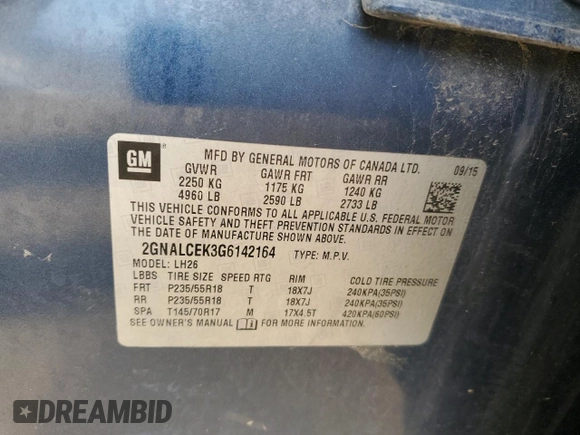 GM
MFD BY GENERAL MOTORS OF CANADA LTD. 09/15
GVWR GAWR FRT GAWR RR
2250 KG 1175 KG 1240 KG
4960 LB 2590 LB 2733 LB
THIS VEHICLE CONFORMS TO ALL APPLICABLE U.S. FEDERAL MOTOR
VEHICLE SAFETY AND THEFT PREVENTION STANDARDS IN EFFECT ON
THE DATE OF MANUFACTURE SHOWN ABOVE.
2GNALCEK3G6142164 TYPE: M.P.V.
MODEL: LH26
LBBS TIRE SIZE SPEED RTG RIM COLD TIRE PRESSURE
FRT P235/55R18 T 18X7J 240KPA(35PSI)
RR P235/55R18 T 18X7J 240KPA(35PSI)
SPA T145/70R17 M 17X4.5T 420KPA(60PSI)
SEE OWNER'S MANUAL FOR MORE INFORMATION
DREAMBID